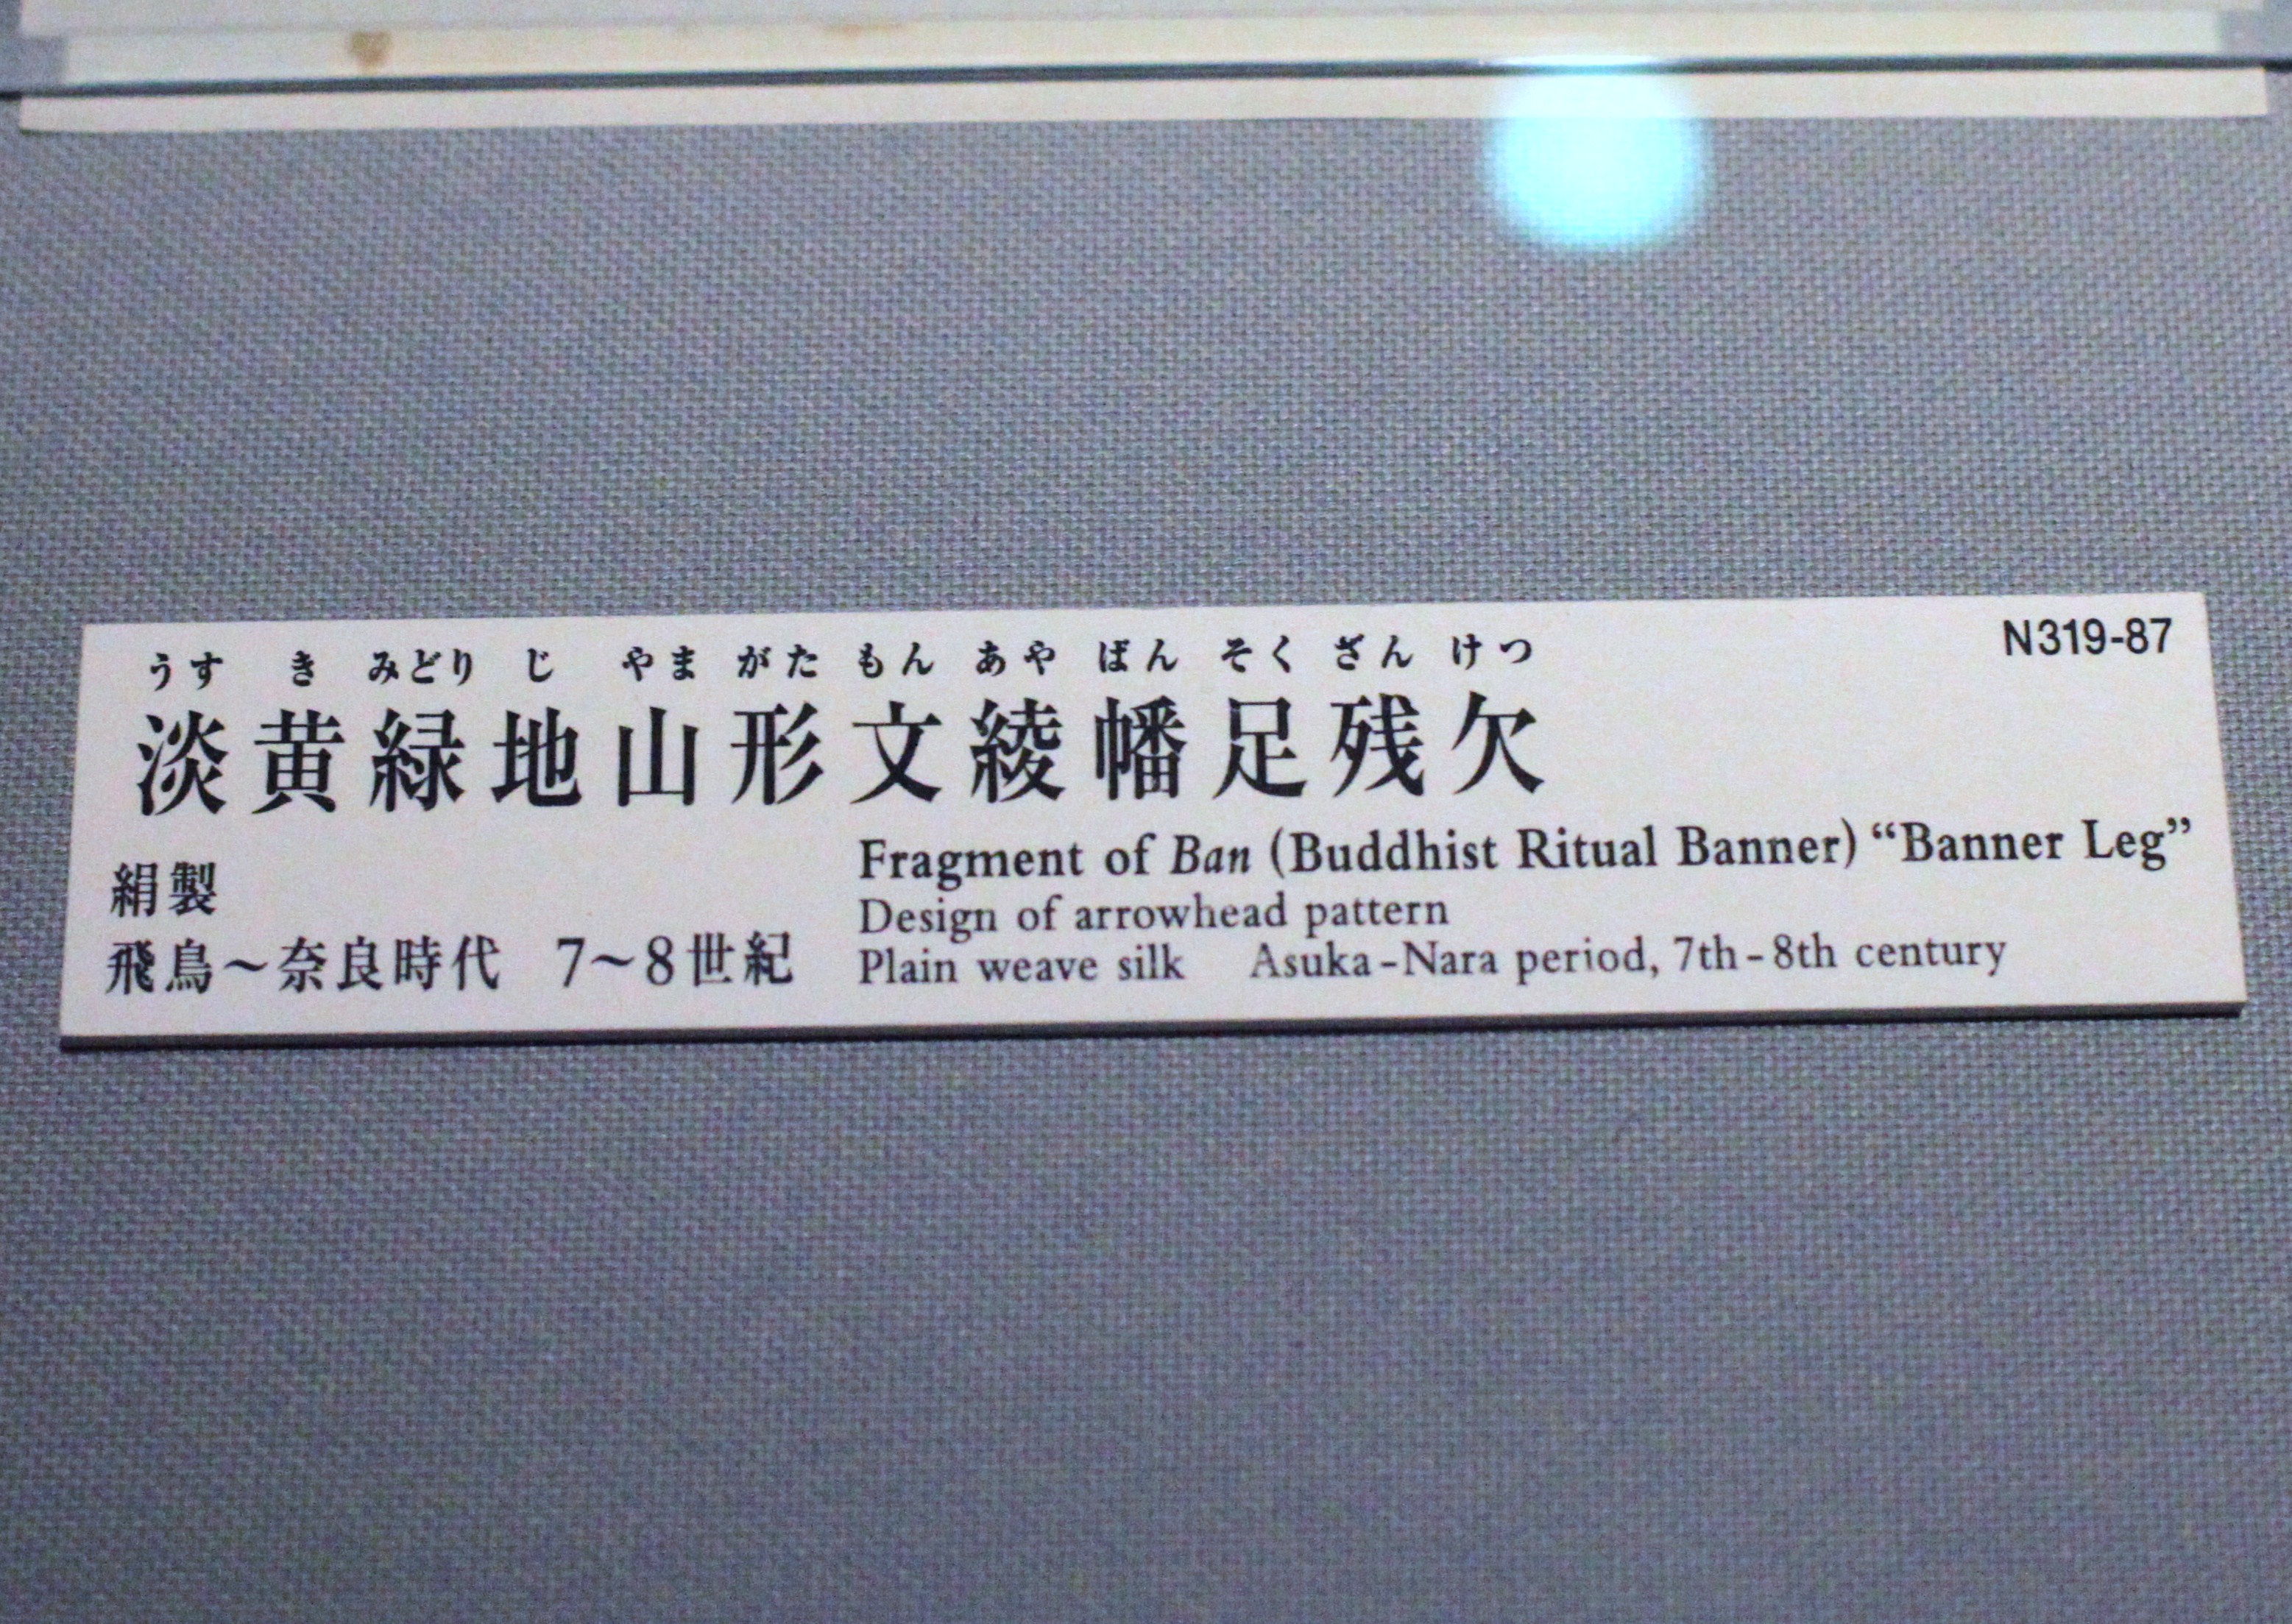 N319-87
うす き みどり じ やま がた もん あや ばん そく ざん けつ
淡黄緑地山形文綾幡足残欠
Fragment of Ban (Buddhist Ritual Banner) “Banner Leg”
絹製
Design of arrowhead pattern
飛鳥～奈良時代 7～8世紀
Plain weave silk Asuka-Nara period, 7th-8th century